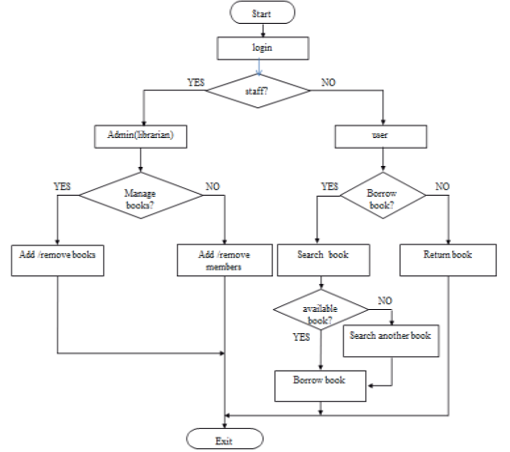 Start
login
YES
staff?
NO
Admin(librarian)
user
YES
Manage
books?
NO
YES
Borrow
book?
NO
Add /remove books
Add /remove
members
Search book
Return book
available
book?
NO
YES
Search another book
Borrow book
Exit